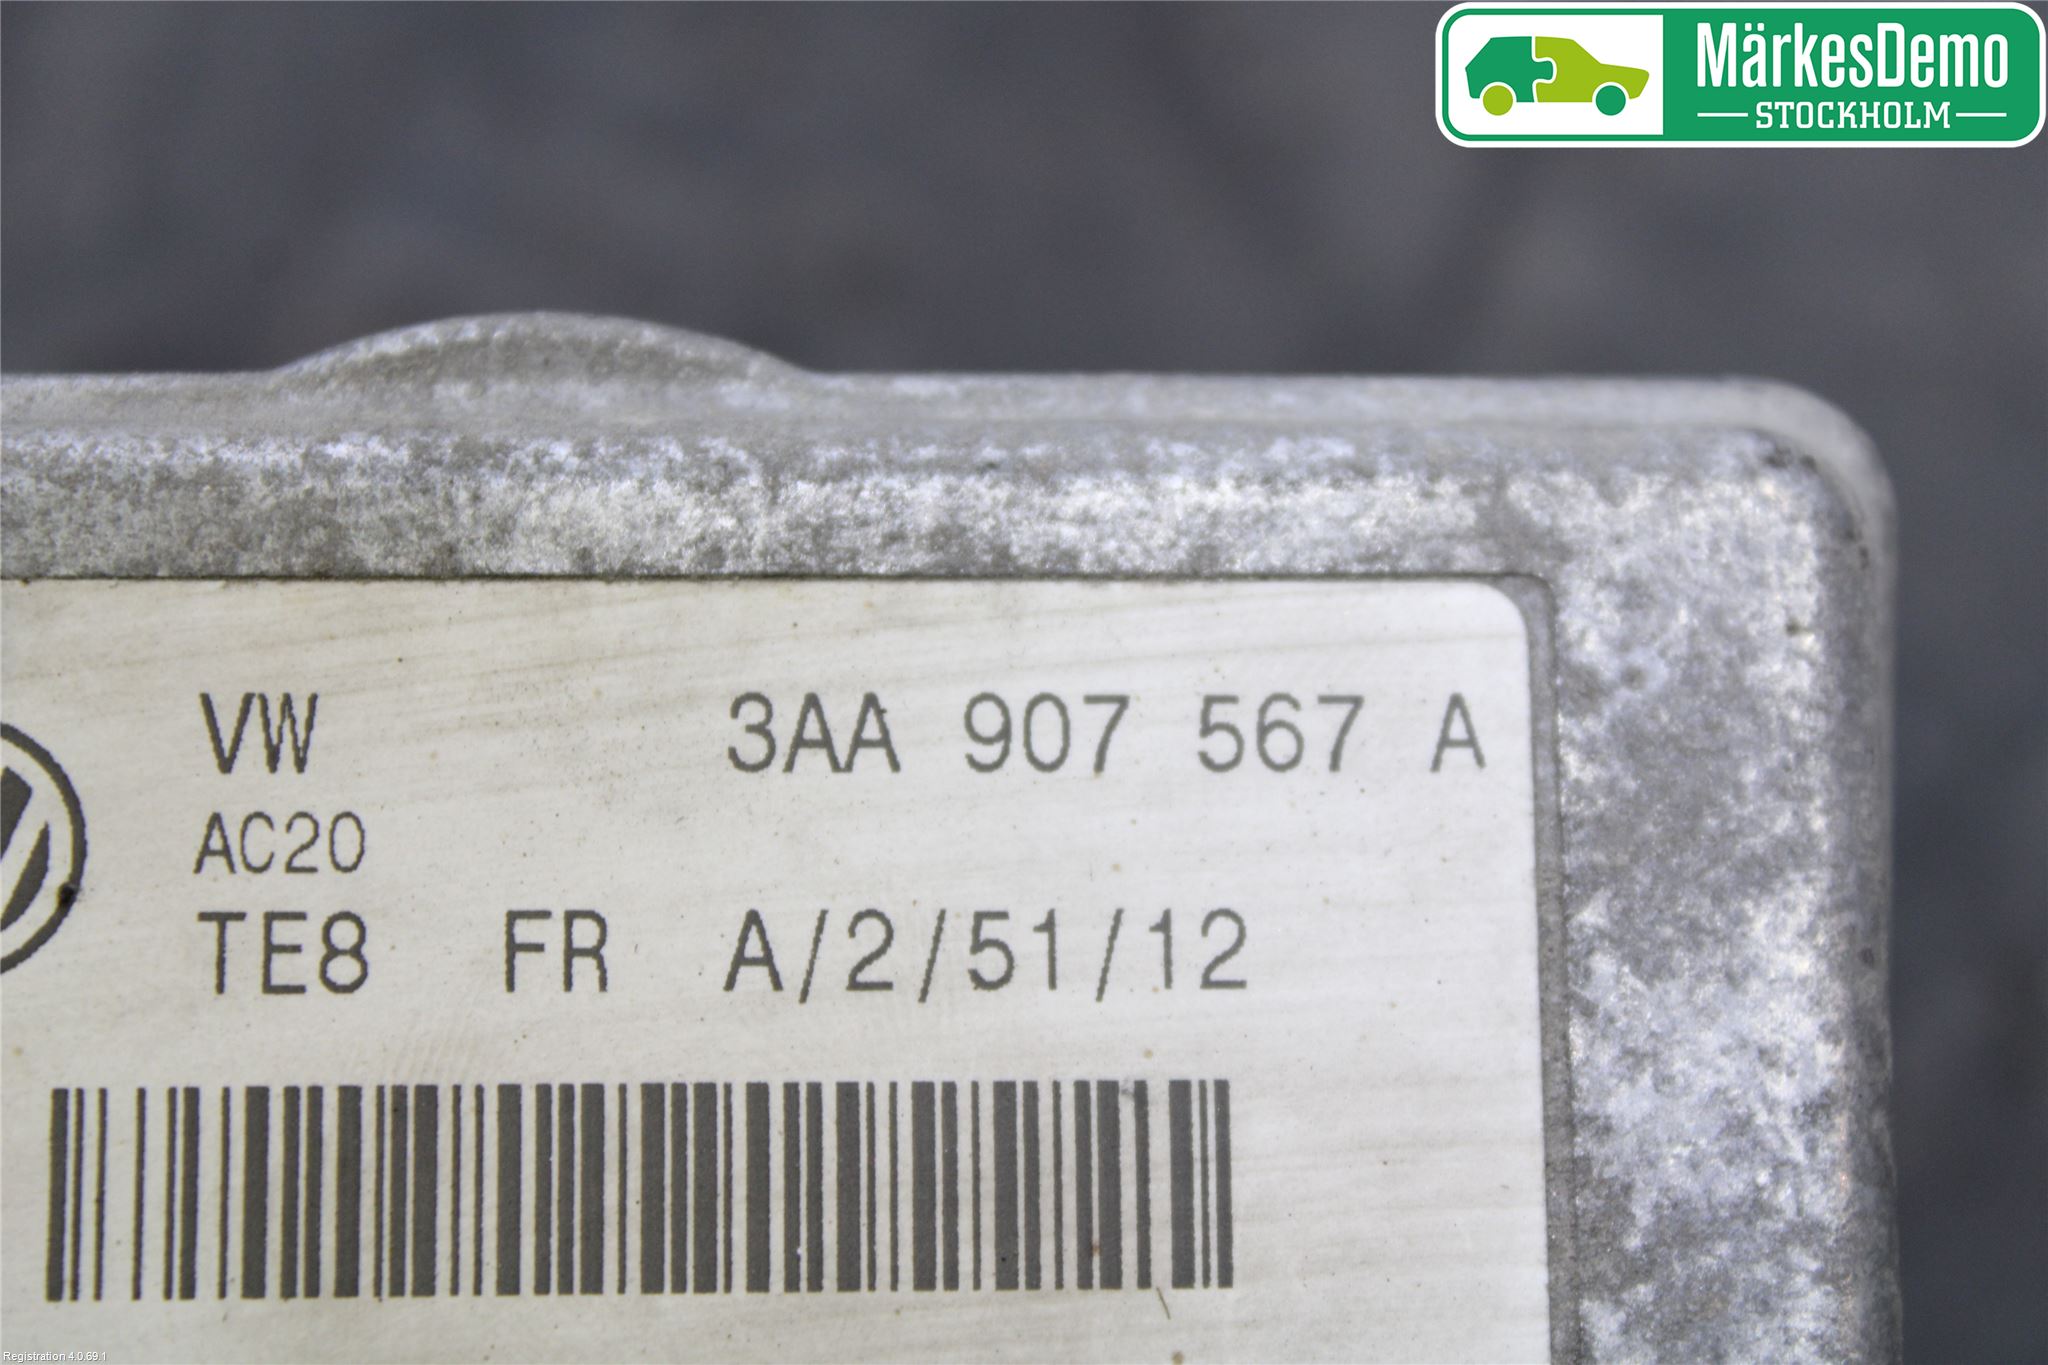 MärkesDemo
STOCKHOLM
VW 3AA 907 567 A
AC20
TE8 FR A/2/51/12
Registration 4.0.69.1